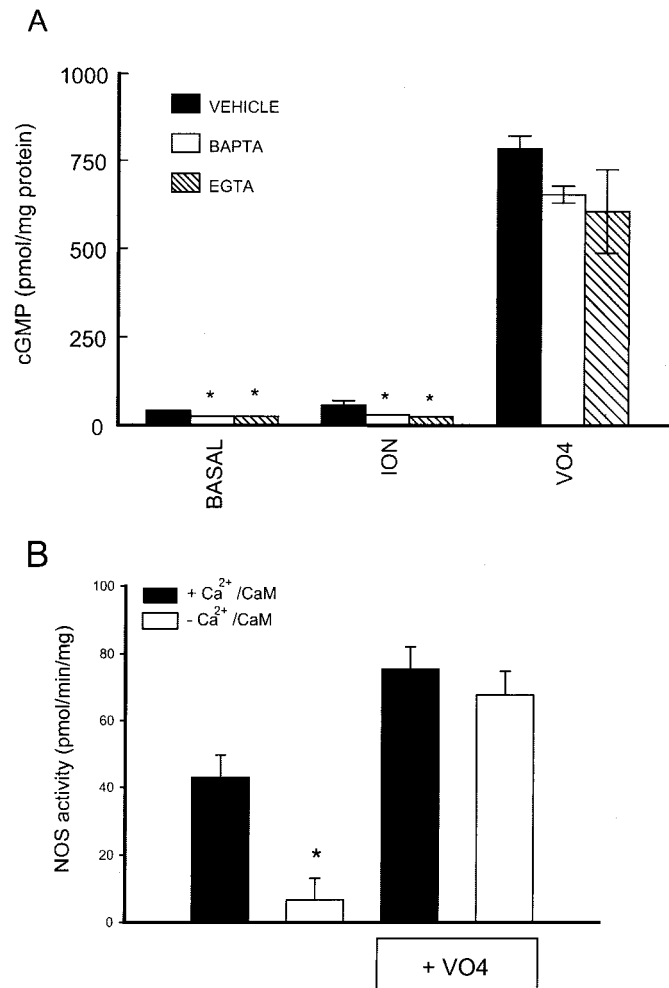 A
1000
750
500
250
0
cGMP (pmol/mg protein)
VEHICLE
BAPTA
EGTA
* *
* *
BASAL
ION
VO4
B
100
80
60
40
20
0
NOS activity (pmol/min/mg)
+ Ca2+ /CaM
- Ca2+ /CaM
*
+ VO4